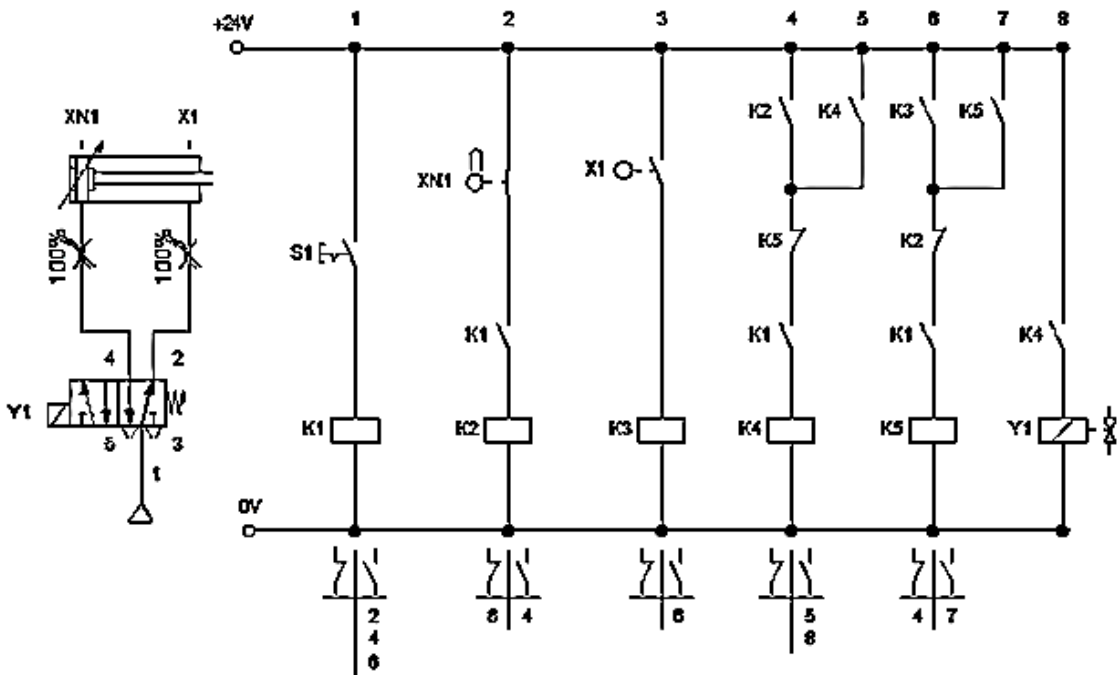 1 2 3 4 5 6 7 8
+24V
XN1 X1
K2 K4 K3 K5
XN1 X1
S1 K5 K2
100% 100%
K1 K1 K1 K4
4 2
Y1 K1 K2 K3 K4 K5 Y1
5 3
1
0V
2 6 4 6 5 4 7
4 8
6